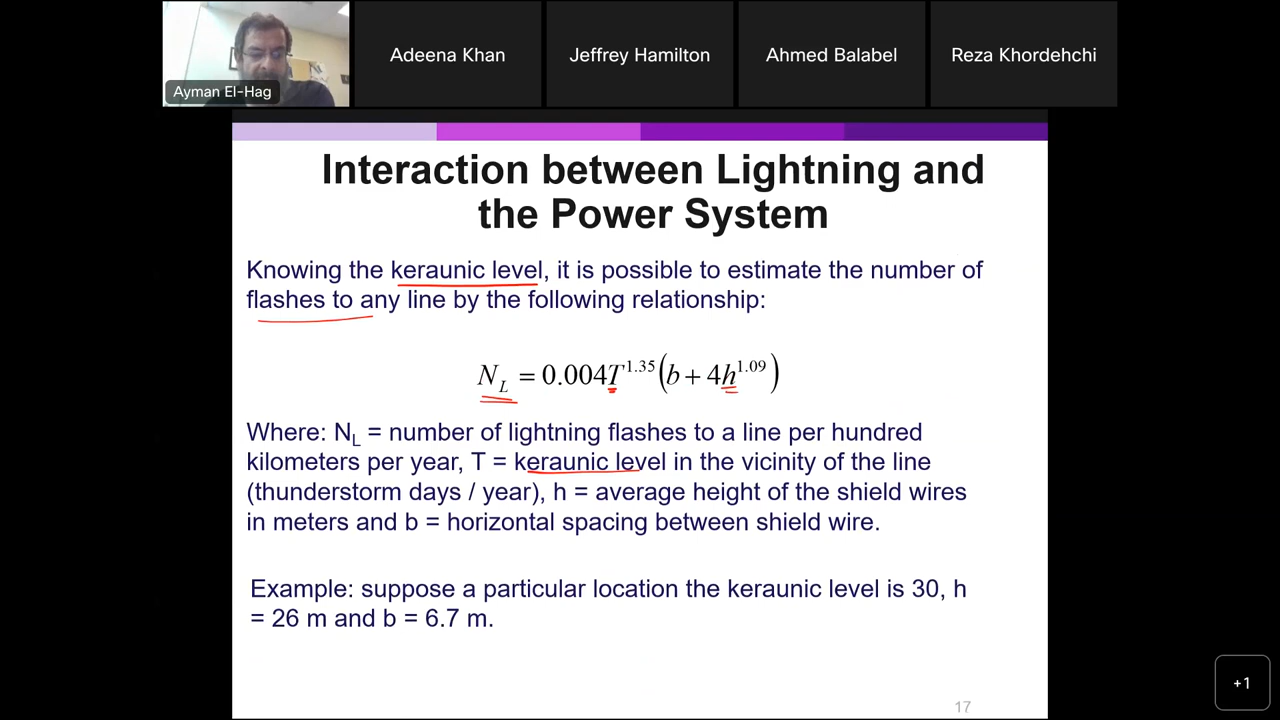 Ayman El-Hag
Adeena Khan
Jeffrey Hamilton
Ahmed Balabel
Reza Khordehchi
Interaction between Lightning and
the Power System
Knowing the keraunic level, it is possible to estimate the number of
flashes to any line by the following relationship:
N_L = 0.004T^1.35(b + 4h^1.09)
Where: N_L = number of lightning flashes to a line per hundred
kilometers per year, T = keraunic level in the vicinity of the line
(thunderstorm days / year), h = average height of the shield wires
in meters and b = horizontal spacing between shield wire.
Example: suppose a particular location the keraunic level is 30, h
= 26 m and b = 6.7 m.
17
+1